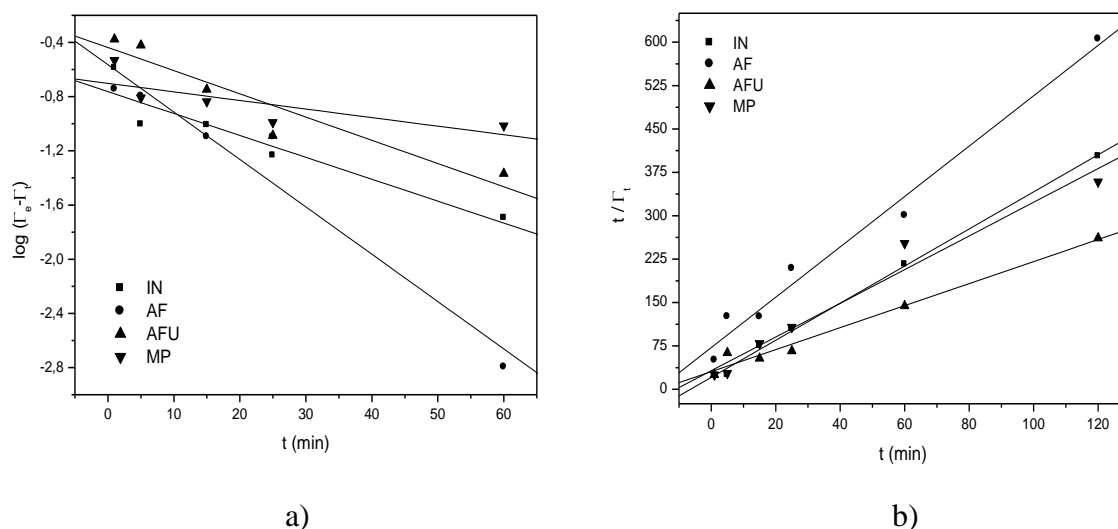 -0,4
-0,8
-1,2
-1,6
-2,0
-2,4
-2,8
log (Γe-Γt)
IN
AF
AFU
MP
0 10 20 30 40 50 60
t (min)
a)
600
525
450
375
300
225
150
75
0
t / Γt
IN
AF
AFU
MP
0 20 40 60 80 100 120
t (min)
b)